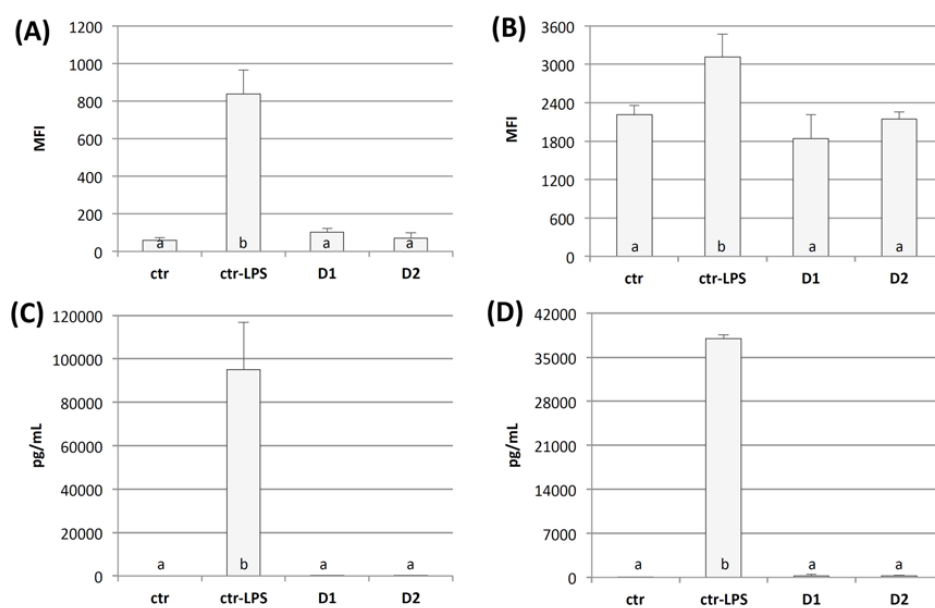 (A)
1200
1000
800
600
400
200
0
MFI
a
b
a
a
ctr
ctr-LPS
D1
D2
(B)
3600
3000
2400
1800
1200
600
0
MFI
a
b
a
a
ctr
ctr-LPS
D1
D2
(C)
120000
100000
80000
60000
40000
20000
0
pg/mL
a
b
a
a
ctr
ctr-LPS
D1
D2
(D)
42000
35000
28000
21000
14000
7000
0
pg/mL
a
b
a
a
ctr
ctr-LPS
D1
D2